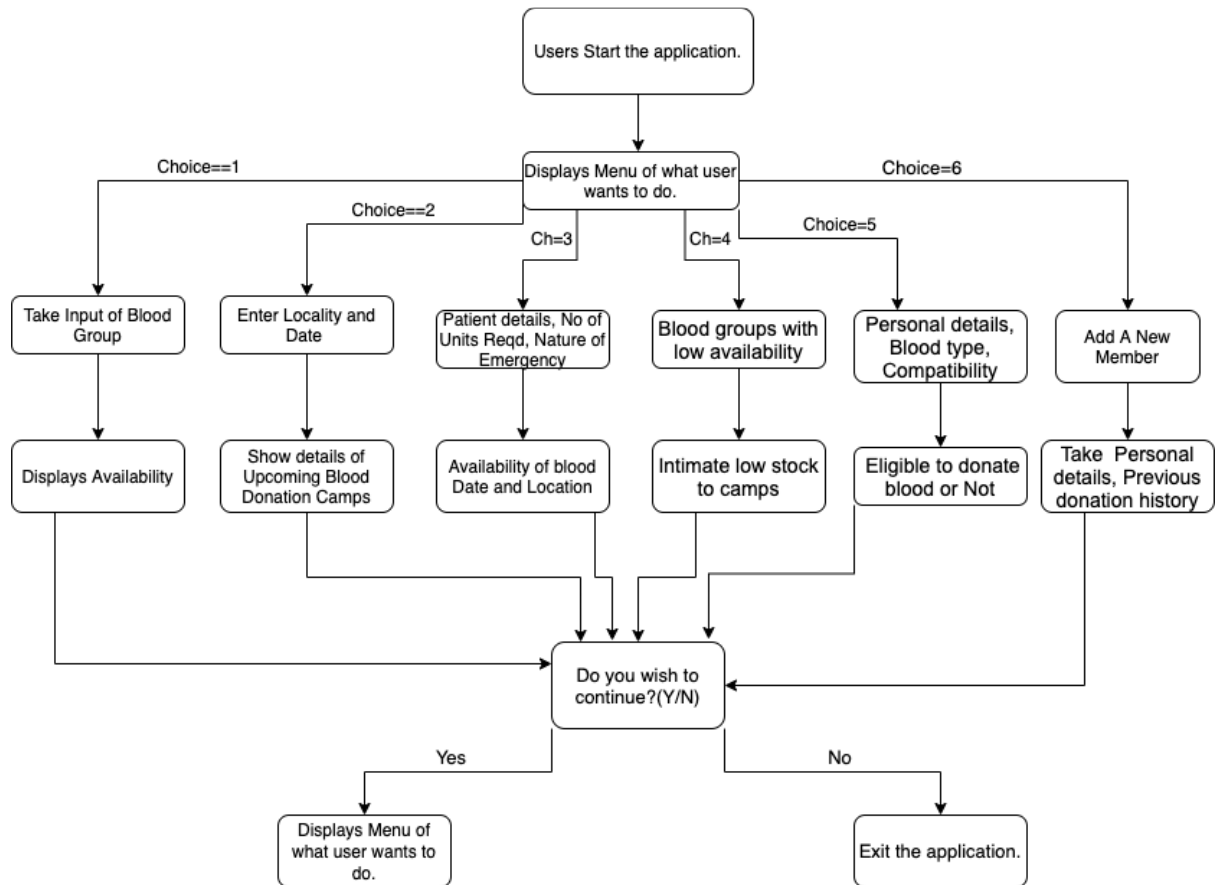 Users Start the application.
Choice==1
Displays Menu of what user
wants to do.
Choice=6
Choice==2
Ch=3
Ch=4
Choice=5
Take Input of Blood
Group
Enter Locality and
Date
Patient details, No of
Units Reqd, Nature of
Emergency
Blood groups with
low availability
Personal details,
Blood type,
Compatibility
Add A New
Member
Displays Availability
Show details of
Upcoming Blood
Donation Camps
Availability of blood
Date and Location
Intimate low stock
to camps
Eligible to donate
blood or Not
Take Personal
details, Previous
donation history
Do you wish to
continue?(Y/N)
Yes
No
Displays Menu of
what user wants to
do.
Exit the application.